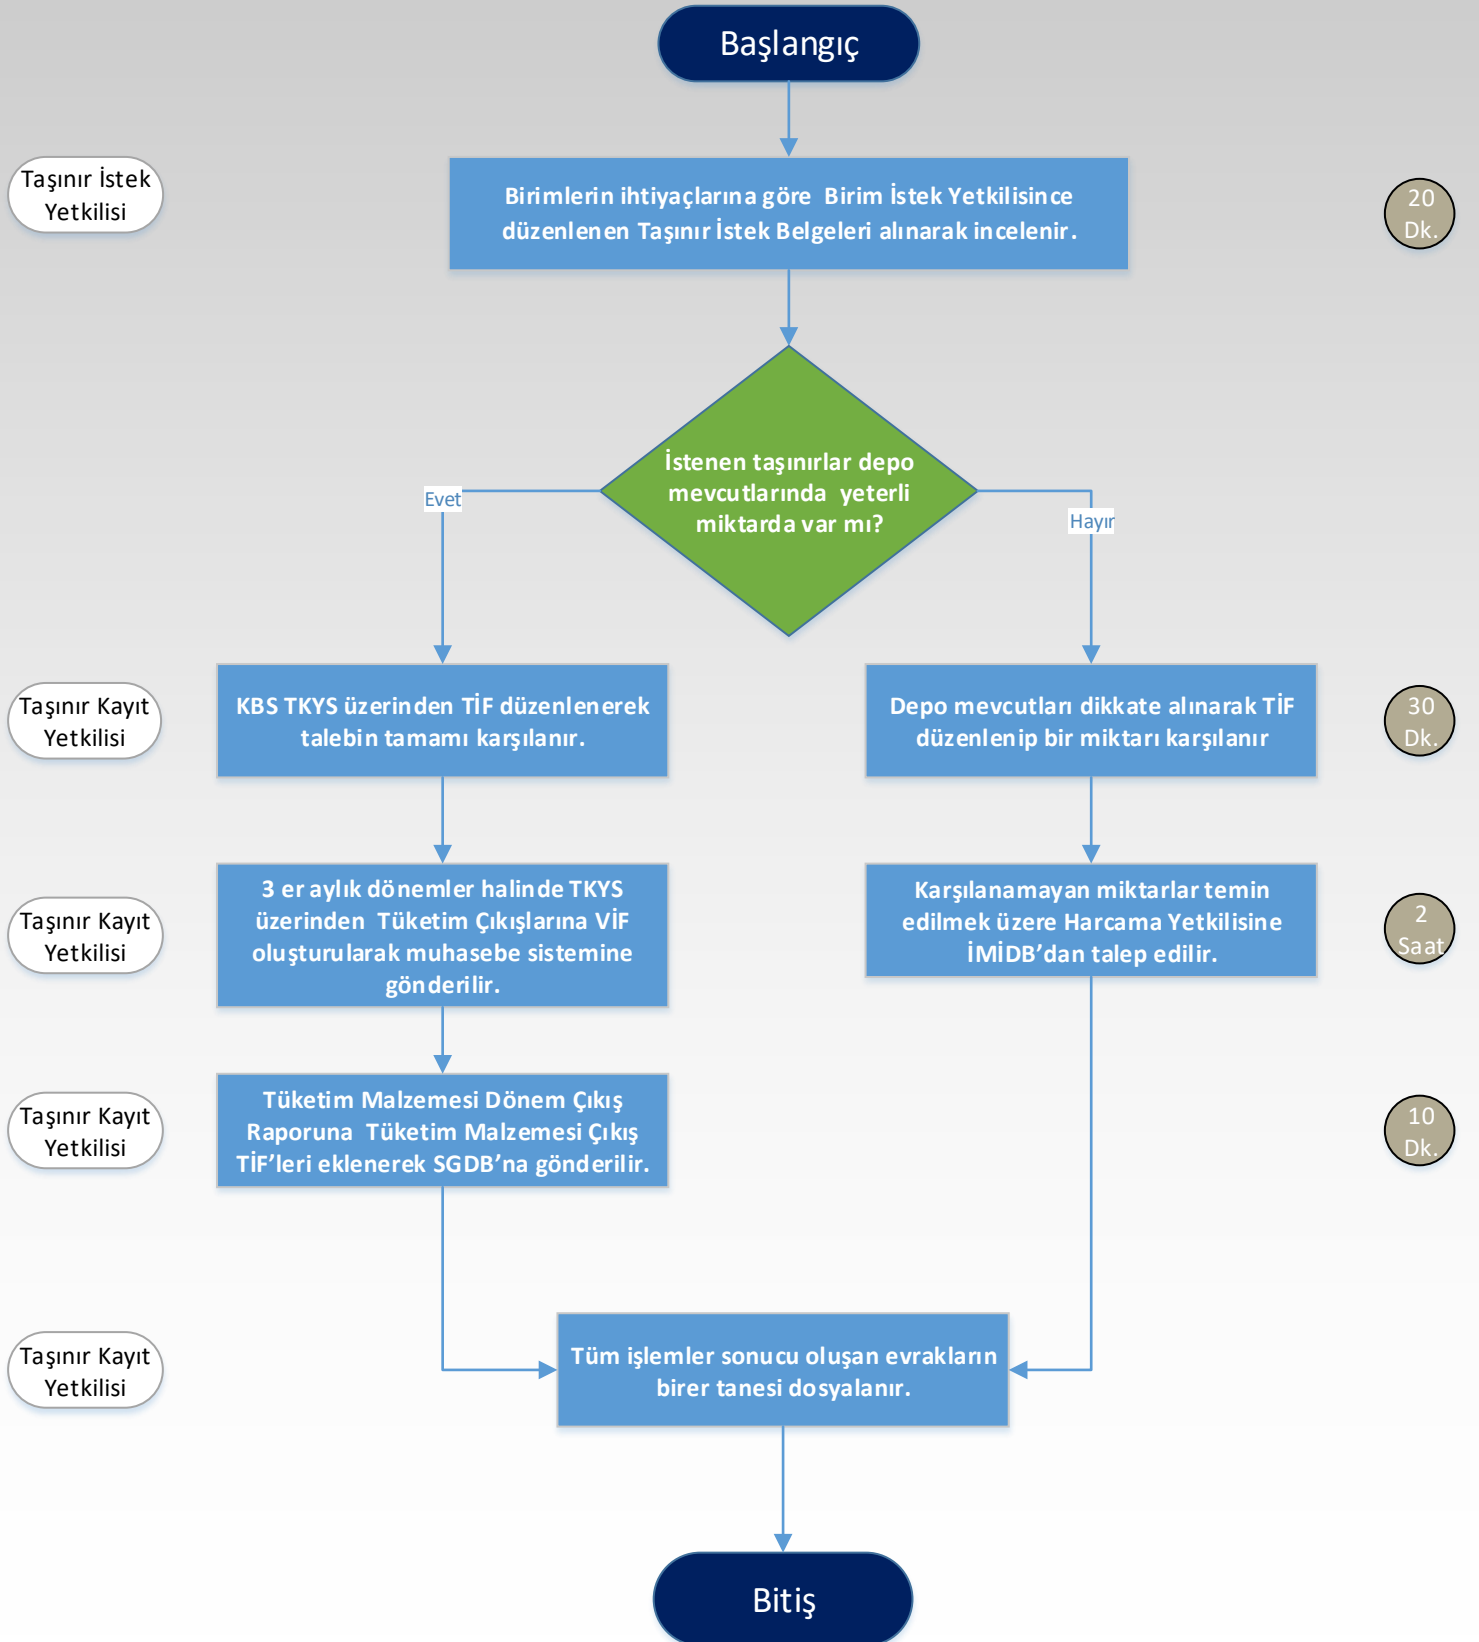 Başlangıç
Taşınır İstek
Yetkilisi
Birimlerin ihtiyaçlarına göre Birim İstek Yetkilisince
düzenlenen Taşınır İstek Belgeleri alınarak incelenir.
20
Dk.
İstenen taşınırlar depo
mevcutlarında yeterli
miktarda var mı?
Evet
Hayır
Taşınır Kayıt
Yetkilisi
KBS TKYS üzerinden TİF düzenlenerek
talebin tamamı karşılanır.
Depo mevcutları dikkate alınarak TİF
düzenlenip bir miktarı karşılanır
30
Dk.
Taşınır Kayıt
Yetkilisi
3 er aylık dönemler halinde TKYS
üzerinden Tüketim Çıkışlarına VİF
oluşturularak muhasebe sistemine
gönderilir.
Karşılanamayan miktarlar temin
edilmek üzere Harcama Yetkilisine
İMİDB’dan talep edilir.
2
Saat
Taşınır Kayıt
Yetkilisi
Tüketim Malzemesi Dönem Çıkış
Raporuna Tüketim Malzemesi Çıkış
TİF’leri eklenerek SGDB’na gönderilir.
10
Dk.
Taşınır Kayıt
Yetkilisi
Tüm işlemler sonucu oluşan evrakların
birer tanesi dosyalanır.
Bitiş